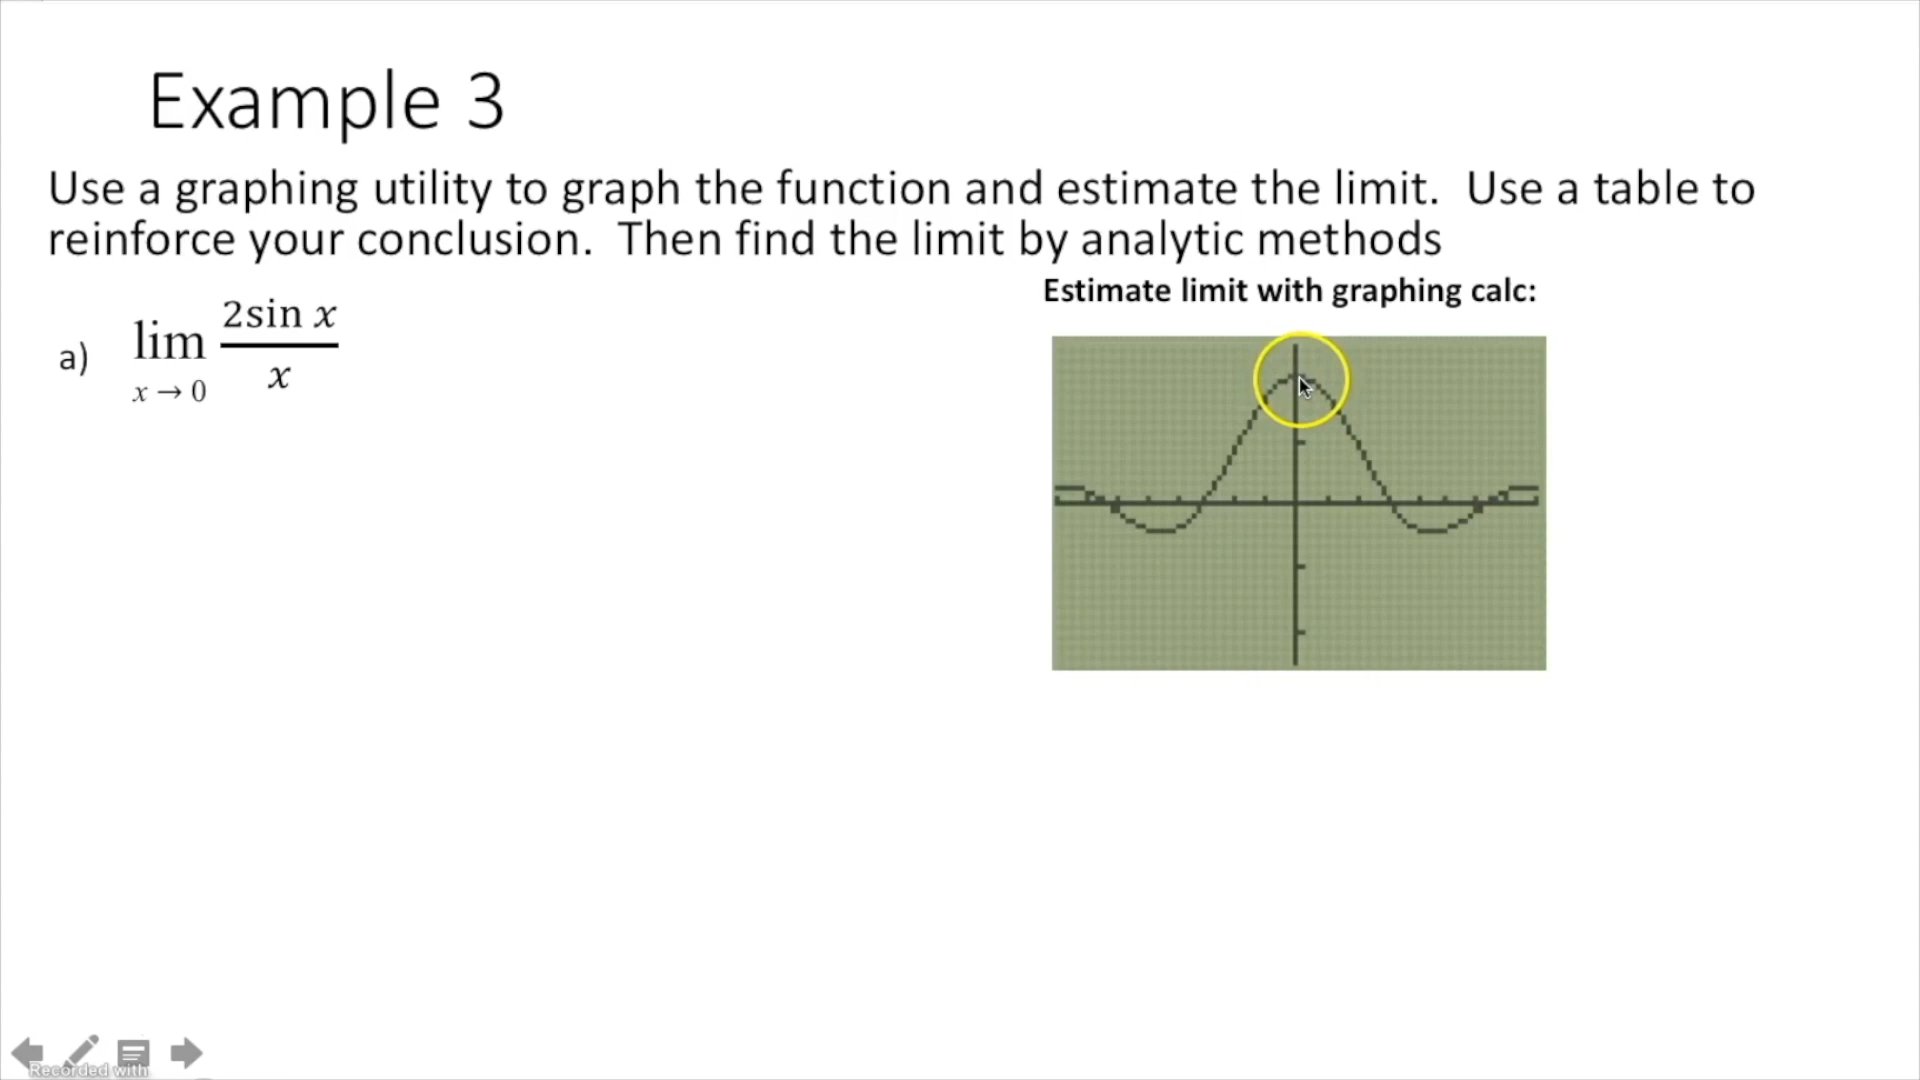 Example 3
Use a graphing utility to graph the function and estimate the limit. Use a table to
reinforce your conclusion. Then find the limit by analytic methods
Estimate limit with graphing calc:
a) lim x → 0 2sin x / x
Recorded with